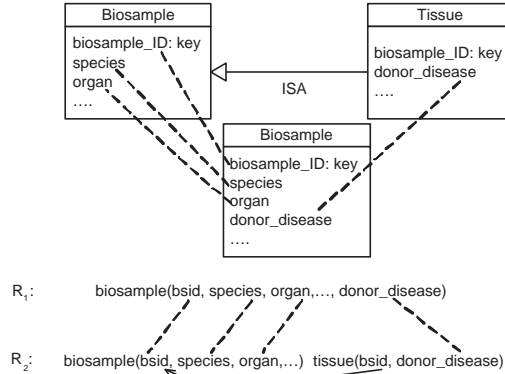 Biosample
biosample_ID: key
species
organ
....
Tissue
biosample_ID: key
donor_disease
....
ISA
Biosample
biosample_ID: key
species
organ
donor_disease
....
R1: biosample(bsid, species, organ,…, donor_disease)
R2: biosample(bsid, species, organ,…) tissue(bsid, donor_disease)